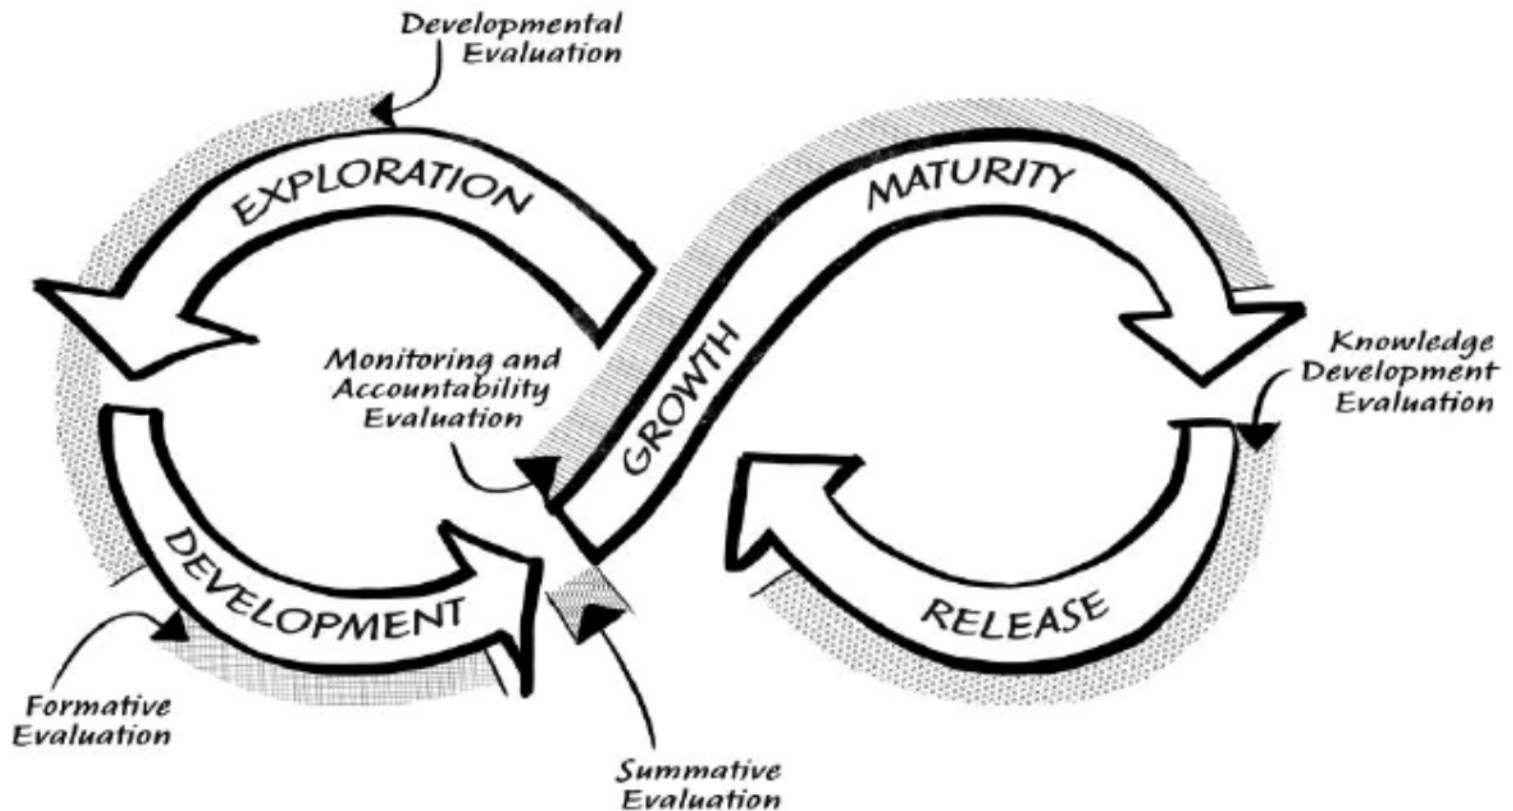 Developmental
Evaluation
EXPLORATION
MATURITY
Monitoring and
Accountability
Evaluation
GROWTH
Knowledge
Development
Evaluation
DEVELOPMENT
RELEASE
Formative
Evaluation
Summative
Evaluation